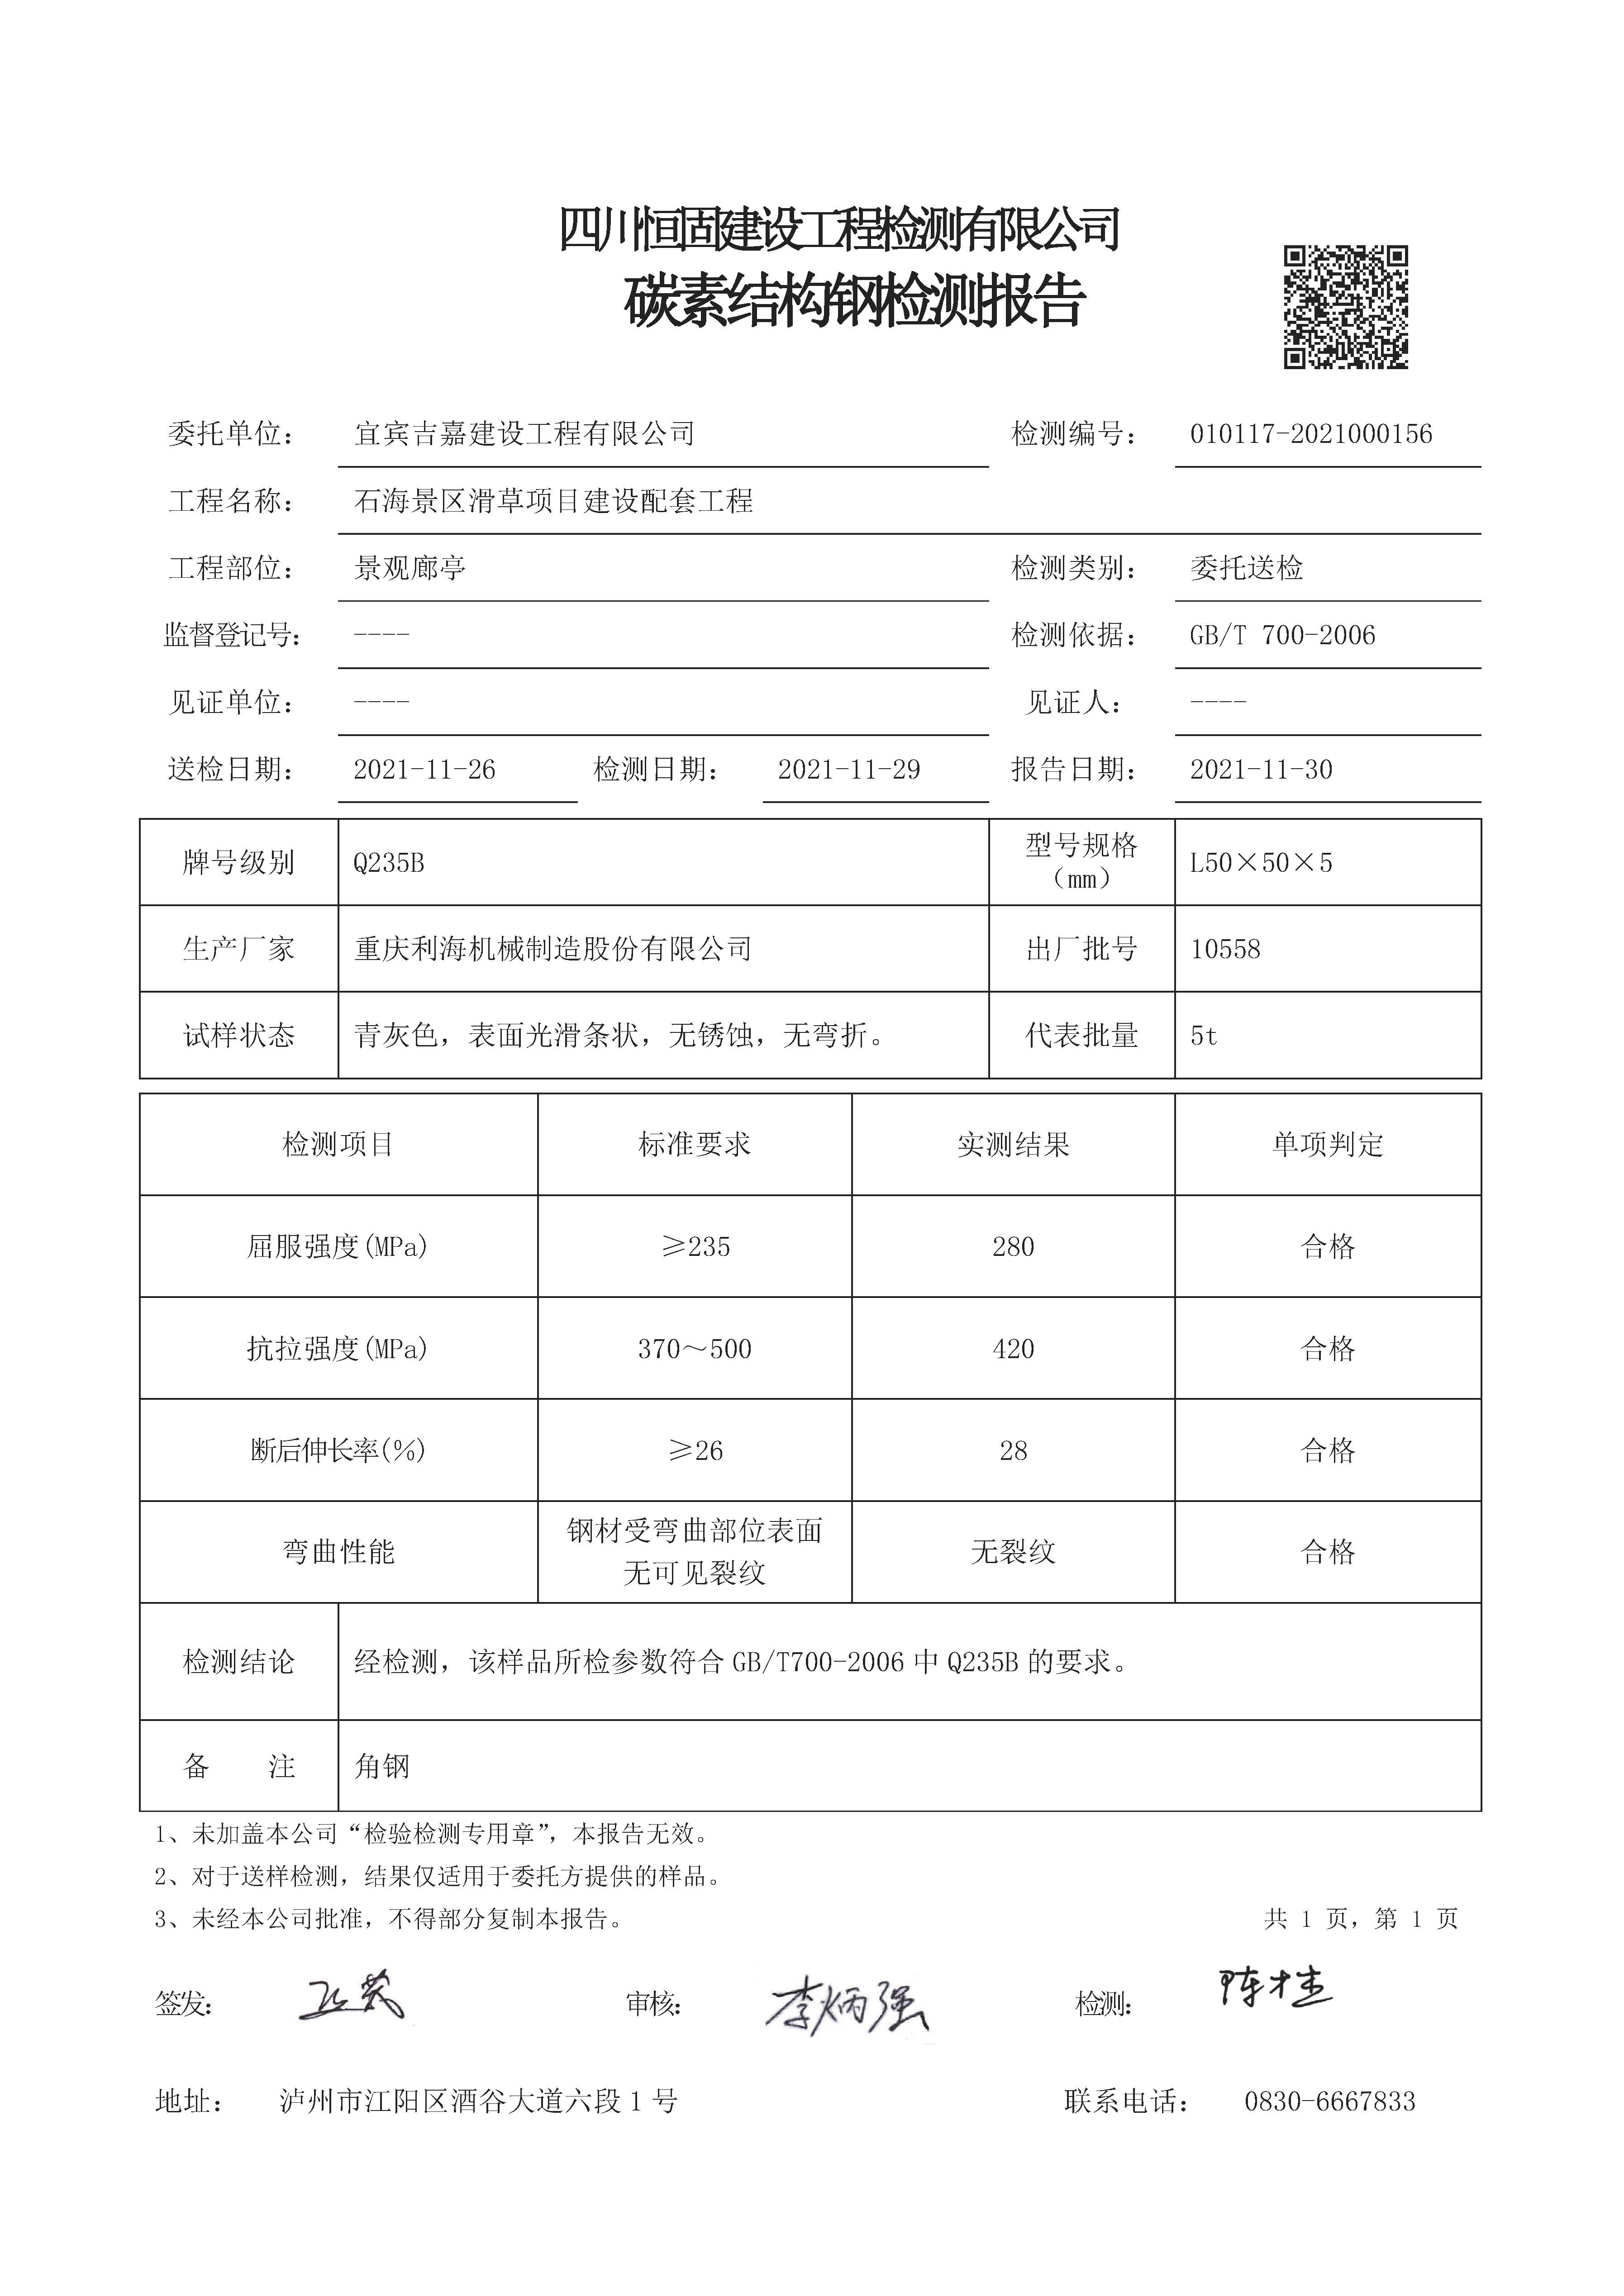 四川恒固建设工程检测有限公司
碳素结构钢检测报告
委托单位： 宜宾吉嘉建设工程有限公司 检测编号： 010117-2021000156
工程名称： 石海景区滑草项目建设配套工程
工程部位： 景观廊亭 检测类别： 委托送检
监督登记号： ---- 检测依据： GB/T 700-2006
见证单位： ---- 见证人： ----
送检日期： 2021-11-26 检测日期： 2021-11-29 报告日期： 2021-11-30
牌号级别 Q235B 型号规格（mm） L50×50×5
生产厂家 重庆利海机械制造股份有限公司 出厂批号 10558
试样状态 青灰色，表面光滑条状，无锈蚀，无弯折。 代表批量 5t
检测项目 标准要求 实测结果 单项判定
屈服强度(MPa) ≥235 280 合格
抗拉强度(MPa) 370～500 420 合格
断后伸长率(%) ≥26 28 合格
弯曲性能 钢材受弯曲部位表面无可见裂纹 无裂纹 合格
检测结论 经检测，该样品所检参数符合 GB/T700-2006 中 Q235B 的要求。
备 注 角钢
1、未加盖本公司“检验检测专用章”，本报告无效。
2、对于送样检测，结果仅适用于委托方提供的样品。
3、未经本公司批准，不得部分复制本报告。 共 1 页，第 1 页
签发： 审核： 李炳强 检测： 陈桂
地址： 泸州市江阳区酒谷大道六段 1 号 联系电话： 0830-6667833